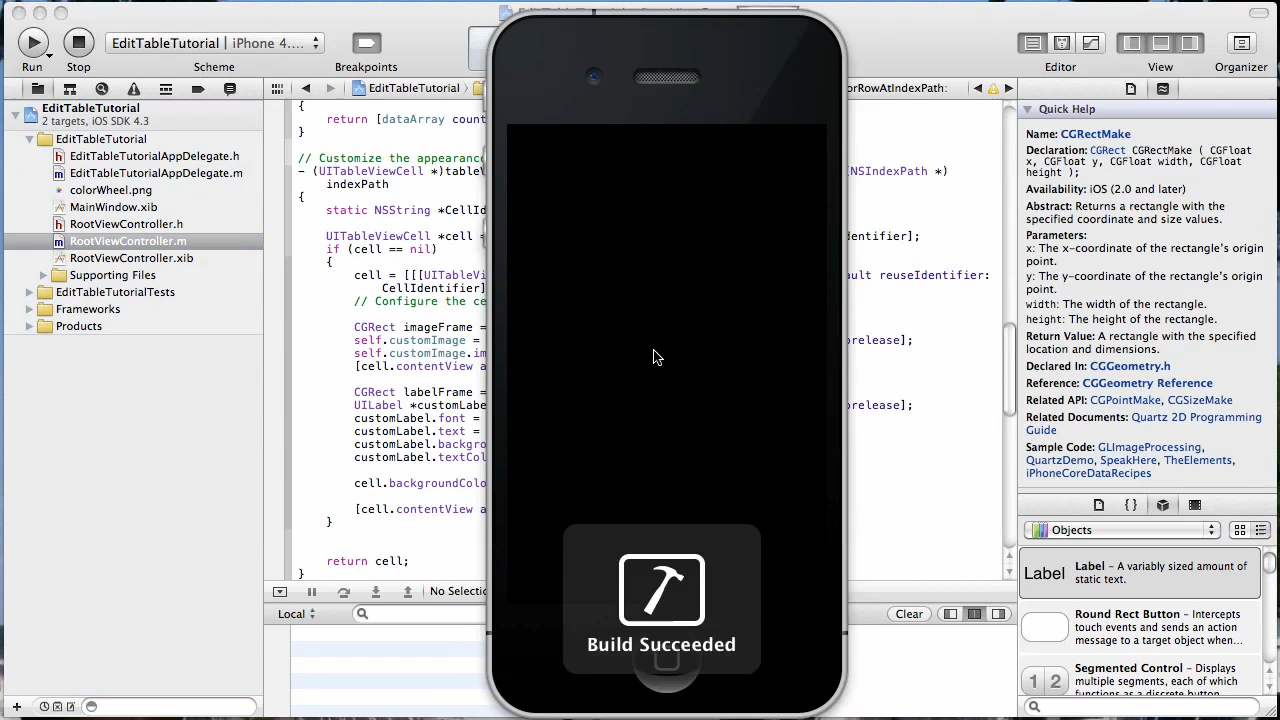 EditTableTutorial | iPhone 4....
Run
Stop
Scheme
Breakpoints
Editor
View
Organizer
EditTableTutorial
orRowAtIndexPath:
EditTableTutorial
2 targets, iOS SDK 4.3
EditTableTutorial
EditTableTutorialAppDelegate.h
EditTableTutorialAppDelegate.m
colorWheel.png
MainWindow.xib
RootViewController.h
RootViewController.m
RootViewController.xib
Supporting Files
EditTableTutorialTests
Frameworks
Products
{
return [dataArray coun
}
// Customize the appearanc
- (UITableViewCell *)table
(NSIndexPath *)
indexPath
{
static NSString *CellId
UITableViewCell *cell =
entifier];
if (cell == nil)
{
cell = [[[UITableVi
ault reuseIdentifier:
CellIdentifier]
// Configure the ce
CGRect imageFrame =
self.customImage =
release];
self.customImage.im
[cell.contentView a
CGRect labelFrame =
UILabel *customLabe
release];
customLabel.font =
customLabel.text =
customLabel.backgro
customLabel.textCol
cell.backgroundColo
[cell.contentView a
}
return cell;
}
No Selectio
Local
Clear
Build Succeeded
Quick Help
Name: CGRectMake
Declaration: CGRect CGRectMake ( CGFloat
x, CGFloat y, CGFloat width, CGFloat
height );
Availability: iOS (2.0 and later)
Abstract: Returns a rectangle with the
specified coordinate and size values.
Parameters:
x: The x-coordinate of the rectangle's origin
point.
y: The y-coordinate of the rectangle's origin
point.
width: The width of the rectangle.
height: The height of the rectangle.
Return Value: A rectangle with the specified
location and dimensions.
Declared In: CGGeometry.h
Reference: CGGeometry Reference
Related API: CGPointMake, CGSizeMake
Related Documents: Quartz 2D Programming
Guide
Sample Code: GLImageProcessing,
QuartzDemo, SpeakHere, TheElements,
iPhoneCoreDataRecipes
Objects
Label
Label – A variably sized amount of
static text.
Round Rect Button – Intercepts
touch events and sends an action
message to a target object when...
1 2
Segmented Control – Displays
multiple segments, each of which
functions as a discrete button.